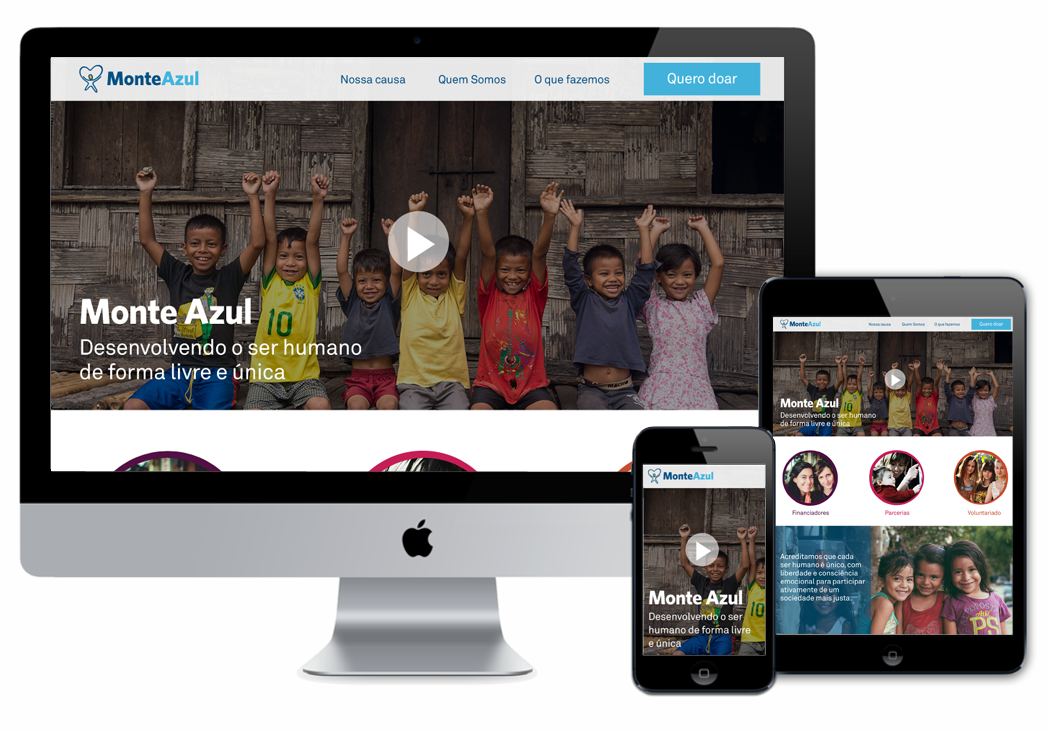 MonteAzul
Nossa causa
Quem Somos
O que fazemos
Quero doar
10
Monte Azul
Desenvolvendo o ser humano
de forma livre e única
MonteAzul
Nossa causa
Quem Somos
O que fazemos
Quero doar
Monte Azul
Desenvolvendo o ser humano
de forma livre e única
Financiadores
Parcerias
Voluntariado
Acreditamos que cada
ser humano é único, com
liberdade e consciência
emocional para participar
ativamente de um
sociedade mais justa.
PS
MonteAzul
10
Monte Azul
Desenvolvendo o ser
humano de forma livre
e única